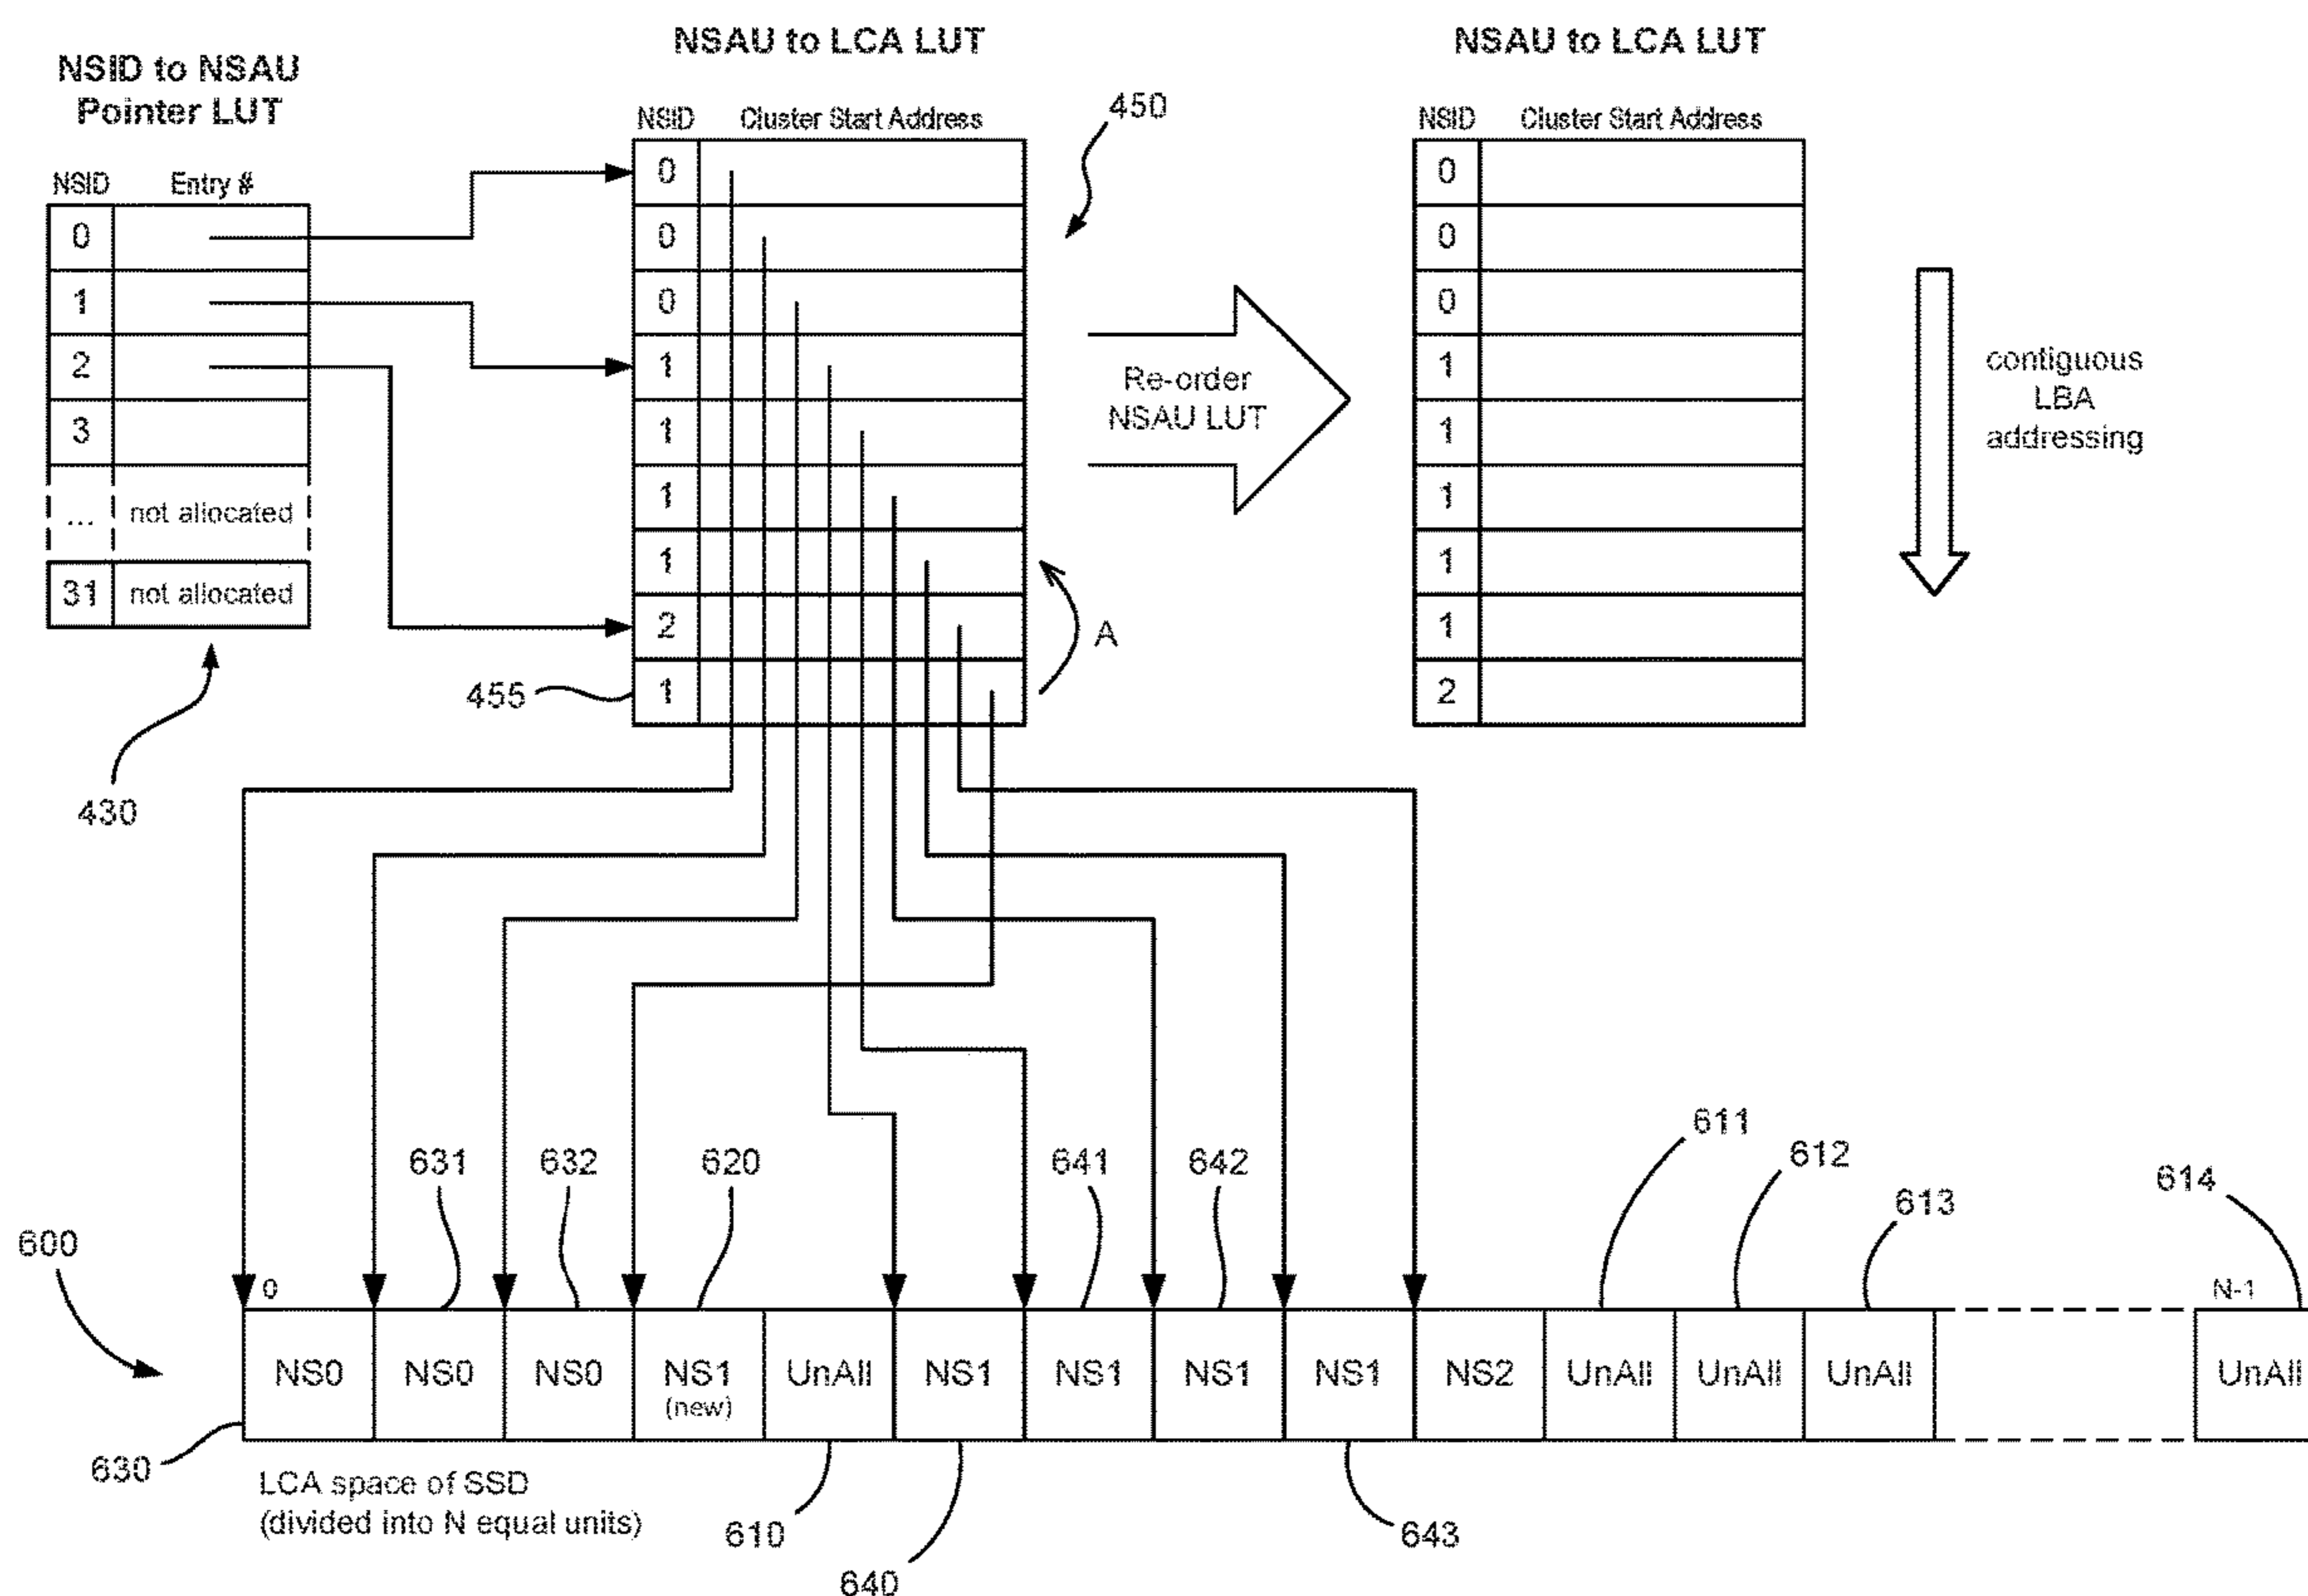 NSID to NSAU
Pointer LUT
NSID Entry #
0
1
2
3
... not allocated
31 not allocated
430
NSAU to LCA LUT
NSID Cluster Start Address
0
0
0
1
1
1
1
2
1
450
455
A
Re-order
NSAU LUT
NSAU to LCA LUT
NSID Cluster Start Address
0
0
0
1
1
1
1
1
2
contiguous
LBA
addressing
631 632 620 641 642 611 612 613 614
600
0 N-1
NS0 NS0 NS0 NS1 UnAll NS1 NS1 NS1 NS1 NS2 UnAll UnAll UnAll UnAll
(new)
630
LCA space of SSD
(divided into N equal units)
610
640
643